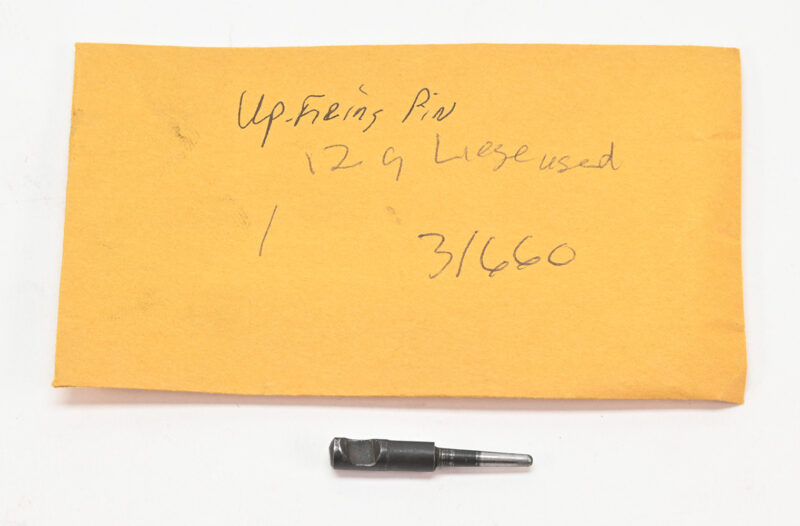 Up-Firing Pin
12 g Liege used
1
31660